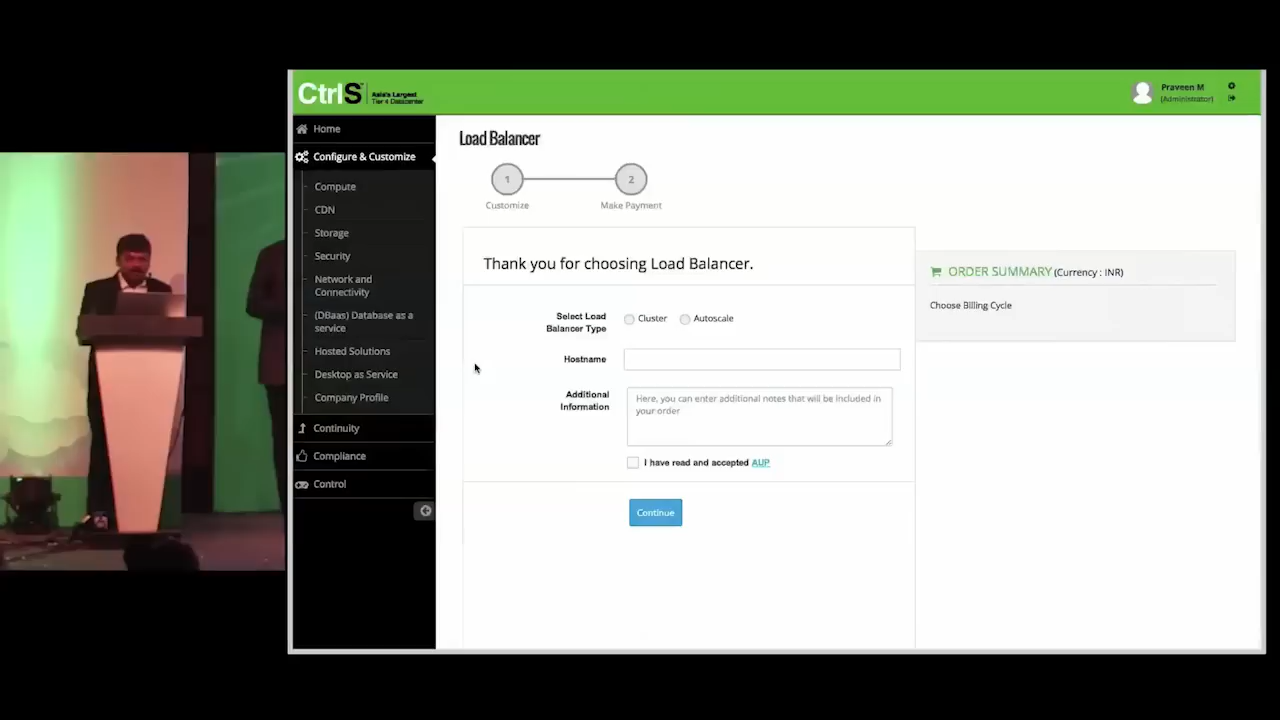 CtrlS
Asia's Largest
Tier 4 Datacenter
Praveen M
(Administrator)
Home
Configure & Customize
Compute
CDN
Storage
Security
Network and
Connectivity
(DBaas) Database as a
service
Hosted Solutions
Desktop as Service
Company Profile
Continuity
Compliance
Control
Load Balancer
1
2
Customize
Make Payment
Thank you for choosing Load Balancer.
Select Load
Balancer Type
Cluster
Autoscale
Hostname
Additional
Information
Here, you can enter additional notes that will be included in
your order
I have read and accepted AUP
Continue
ORDER SUMMARY (Currency : INR)
Choose Billing Cycle